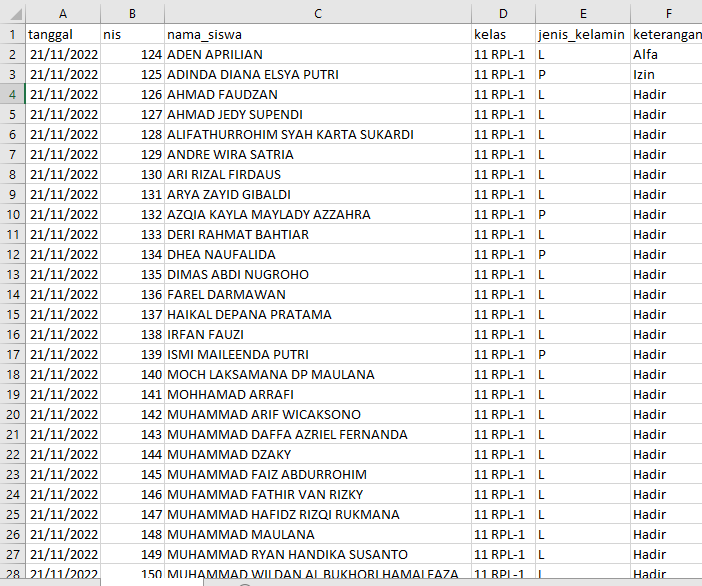 A B C D E F
1 tanggal nis nama_siswa kelas jenis_kelamin keterangan
2 21/11/2022 124 ADEN APRILIAN 11 RPL-1 L Alfa
3 21/11/2022 125 ADINDA DIANA ELSYA PUTRI 11 RPL-1 P Izin
4 21/11/2022 126 AHMAD FAUDZAN 11 RPL-1 L Hadir
5 21/11/2022 127 AHMAD JEDY SUPENDI 11 RPL-1 L Hadir
6 21/11/2022 128 ALIFATHURROHIM SYAH KARTA SUKARDI 11 RPL-1 L Hadir
7 21/11/2022 129 ANDRE WIRA SATRIA 11 RPL-1 L Hadir
8 21/11/2022 130 ARI RIZAL FIRDAUS 11 RPL-1 L Hadir
9 21/11/2022 131 ARYA ZAYID GIBALDI 11 RPL-1 L Hadir
10 21/11/2022 132 AZQIA KAYLA MAYLADY AZZAHRA 11 RPL-1 P Hadir
11 21/11/2022 133 DERI RAHMAT BAHTIAR 11 RPL-1 L Hadir
12 21/11/2022 134 DHEA NAUFALIDA 11 RPL-1 P Hadir
13 21/11/2022 135 DIMAS ABDI NUGROHO 11 RPL-1 L Hadir
14 21/11/2022 136 FAREL DARMAWAN 11 RPL-1 L Hadir
15 21/11/2022 137 HAIKAL DEPANA PRATAMA 11 RPL-1 L Hadir
16 21/11/2022 138 IRFAN FAUZI 11 RPL-1 L Hadir
17 21/11/2022 139 ISMI MAILEENDA PUTRI 11 RPL-1 P Hadir
18 21/11/2022 140 MOCH LAKSAMANA DP MAULANA 11 RPL-1 L Hadir
19 21/11/2022 141 MOHHAMAD ARRAFI 11 RPL-1 L Hadir
20 21/11/2022 142 MUHAMMAD ARIF WICAKSONO 11 RPL-1 L Hadir
21 21/11/2022 143 MUHAMMAD DAFFA AZRIEL FERNANDA 11 RPL-1 L Hadir
22 21/11/2022 144 MUHAMMAD DZAKY 11 RPL-1 L Hadir
23 21/11/2022 145 MUHAMMAD FAIZ ABDURROHIM 11 RPL-1 L Hadir
24 21/11/2022 146 MUHAMMAD FATHIR VAN RIZKY 11 RPL-1 L Hadir
25 21/11/2022 147 MUHAMMAD HAFIDZ RIZQI RUKMANA 11 RPL-1 L Hadir
26 21/11/2022 148 MUHAMMAD MAULANA 11 RPL-1 L Hadir
27 21/11/2022 149 MUHAMMAD RYAN HANDIKA SUSANTO 11 RPL-1 L Hadir
28 21/11/2022 150 MUHAMMAD WILDAN AL BUKHORI HAMALFAZA 11 RPL-1 L Hadir